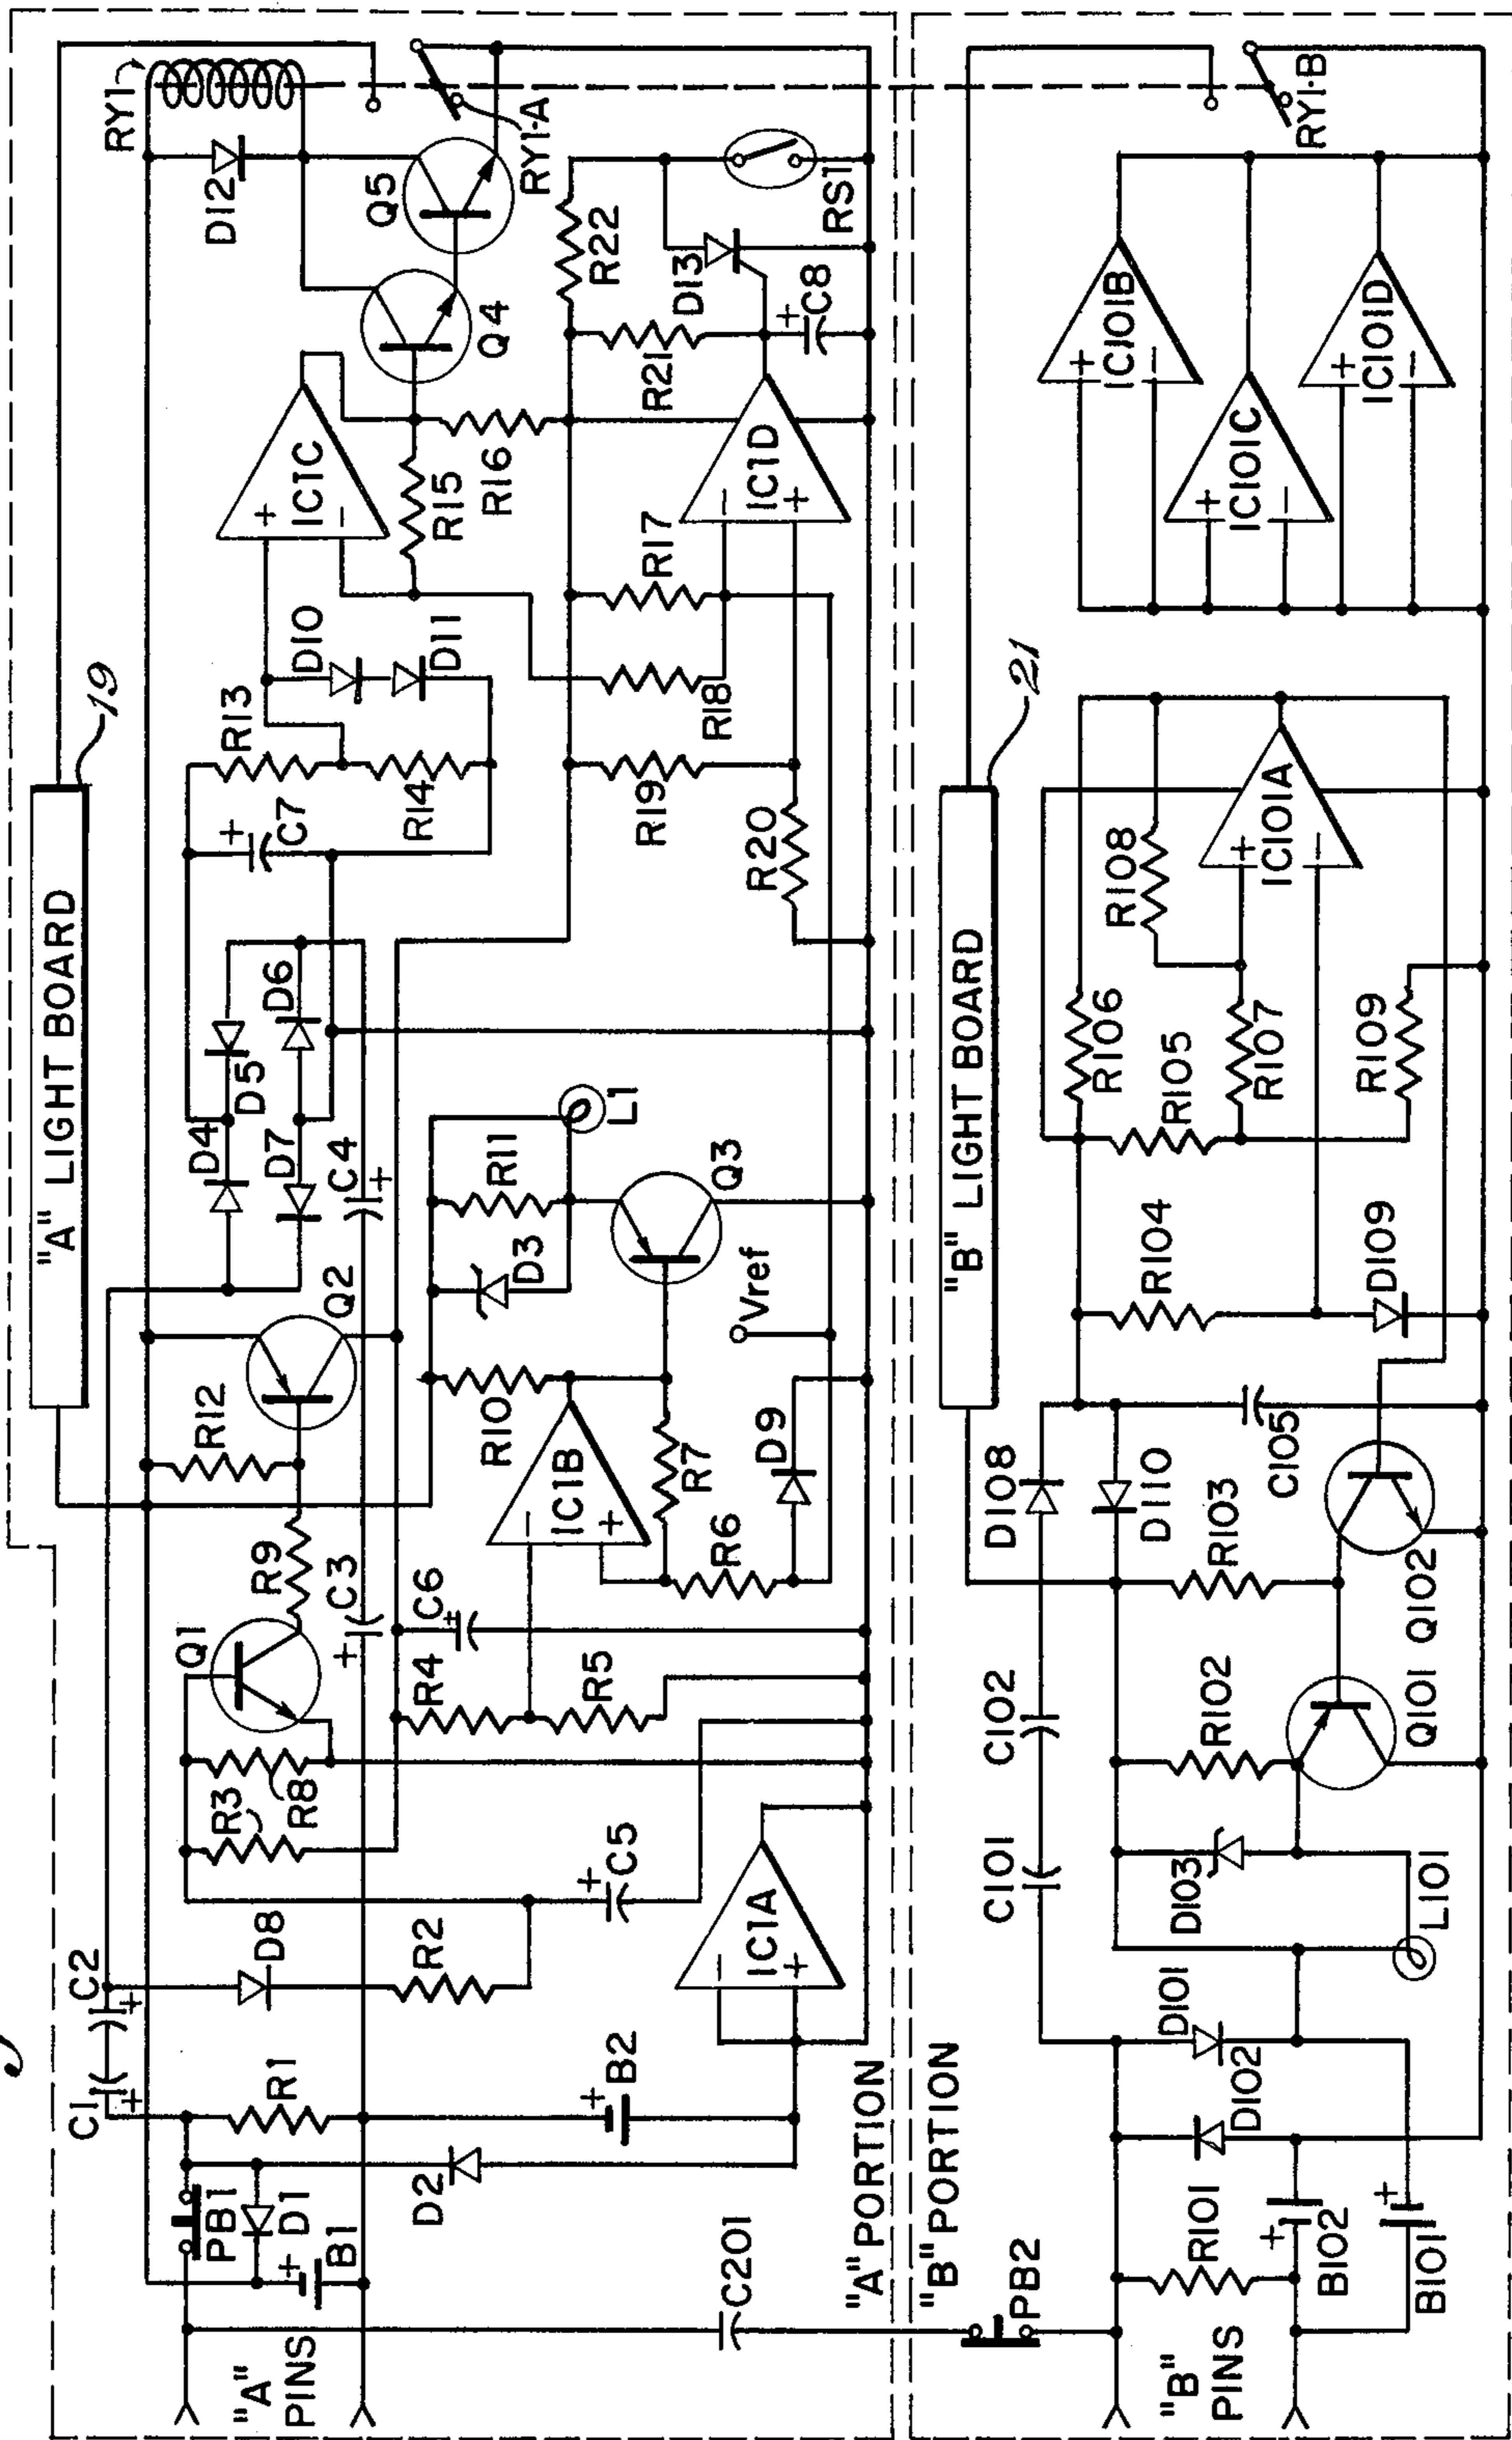 "A" LIGHT BOARD
19
RY1
D12
Q5
RY1-A
Q4
R22
D13
RS1
R21
C8
+
+
IC1C
−
R15
R16
R17
−
IC1D
+
R13
D10
D11
R18
R14
C7
+
R19
R20
D5
D6
D4
D7
C4
+
R12
Q2
R11
L1
D3
Q3
Vref
R10
−
IC1B
+
R7
R6
D9
R9
Q1
C3
+
C6
+
R4
R5
R3
R8
C5
+
D8
R2
−
IC1A
+
C1
+
C2
+
R1
B2
+
PB1
D1
D2
B1
+
"A"
PINS
C201
"A" PORTION
"B" PORTION
PB2
"B"
PINS
R101
B102
+
B101
+
D102
D101
C101
C102
D108
D103
L101
R102
Q101
D110
R103
Q102
C105
"B" LIGHT BOARD
21
R104
D109
R105
R106
R107
R108
R109
+
IC101A
−
+
IC101B
−
+
IC101C
−
+
IC101D
−
RY1-B